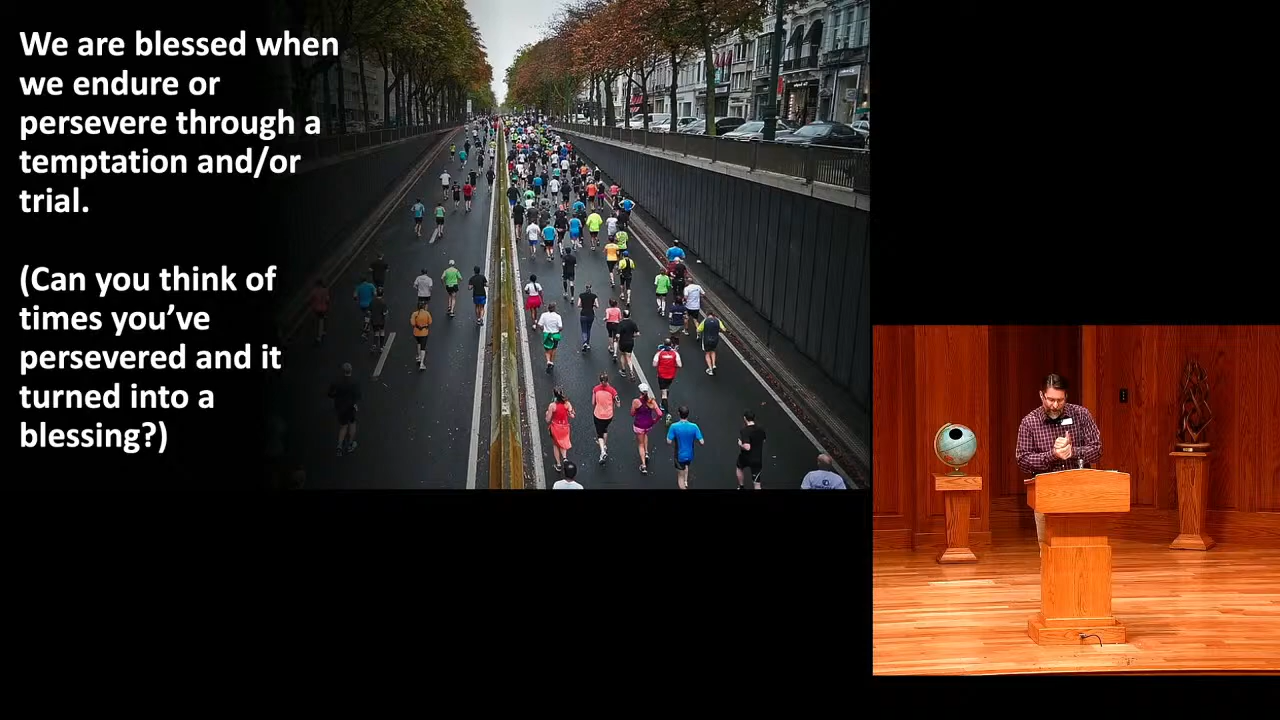 We are blessed when
we endure or
persevere through a
temptation and/or
trial.
(Can you think of
times you’ve
persevered and it
turned into a
blessing?)